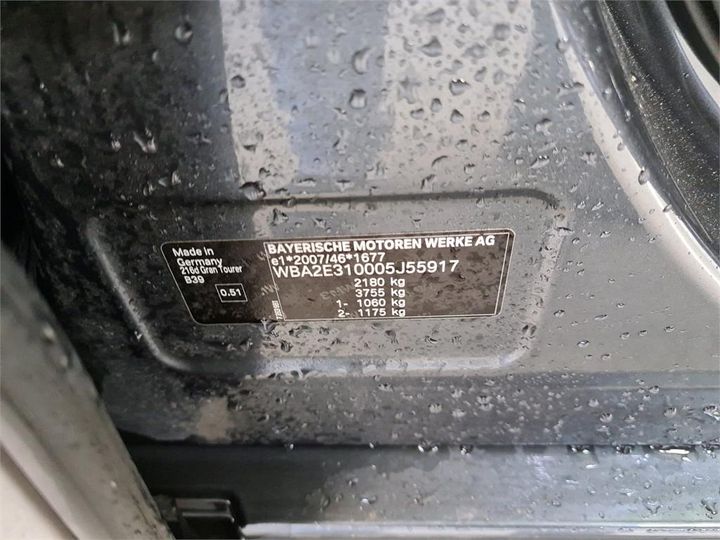 Made in
Germany
216d Gran Tourer
B39
0.51
BAYERISCHE MOTOREN WERKE AG
e1*2007/46*1677
WBA2E310005J55917
2180 kg
3755 kg
1- 1060 kg
2- 1175 kg